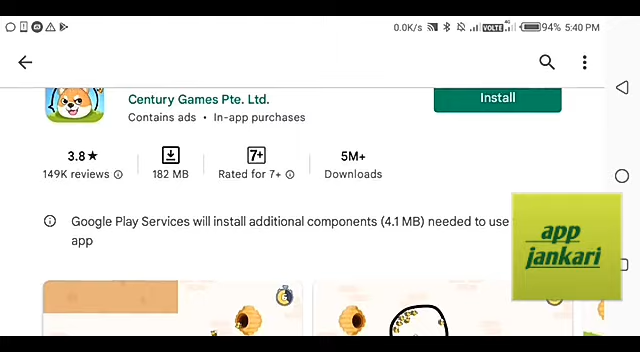 0.0K/s VOLTE 4G 94% 5:40 PM
Century Games Pte. Ltd.
Contains ads • In-app purchases
Install
3.8★
149K reviews
182 MB
7+
Rated for 7+
5M+
Downloads
Google Play Services will install additional components (4.1 MB) needed to use
app
app
jankari